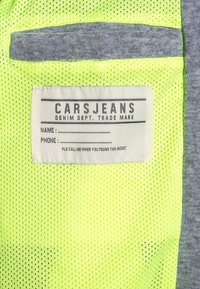 CARSJEANS
DENIM DEPT. TRADE MARK
NAME :
PHONE :
PLS CALL ME WHEN YOU FOUND THIS JACKET